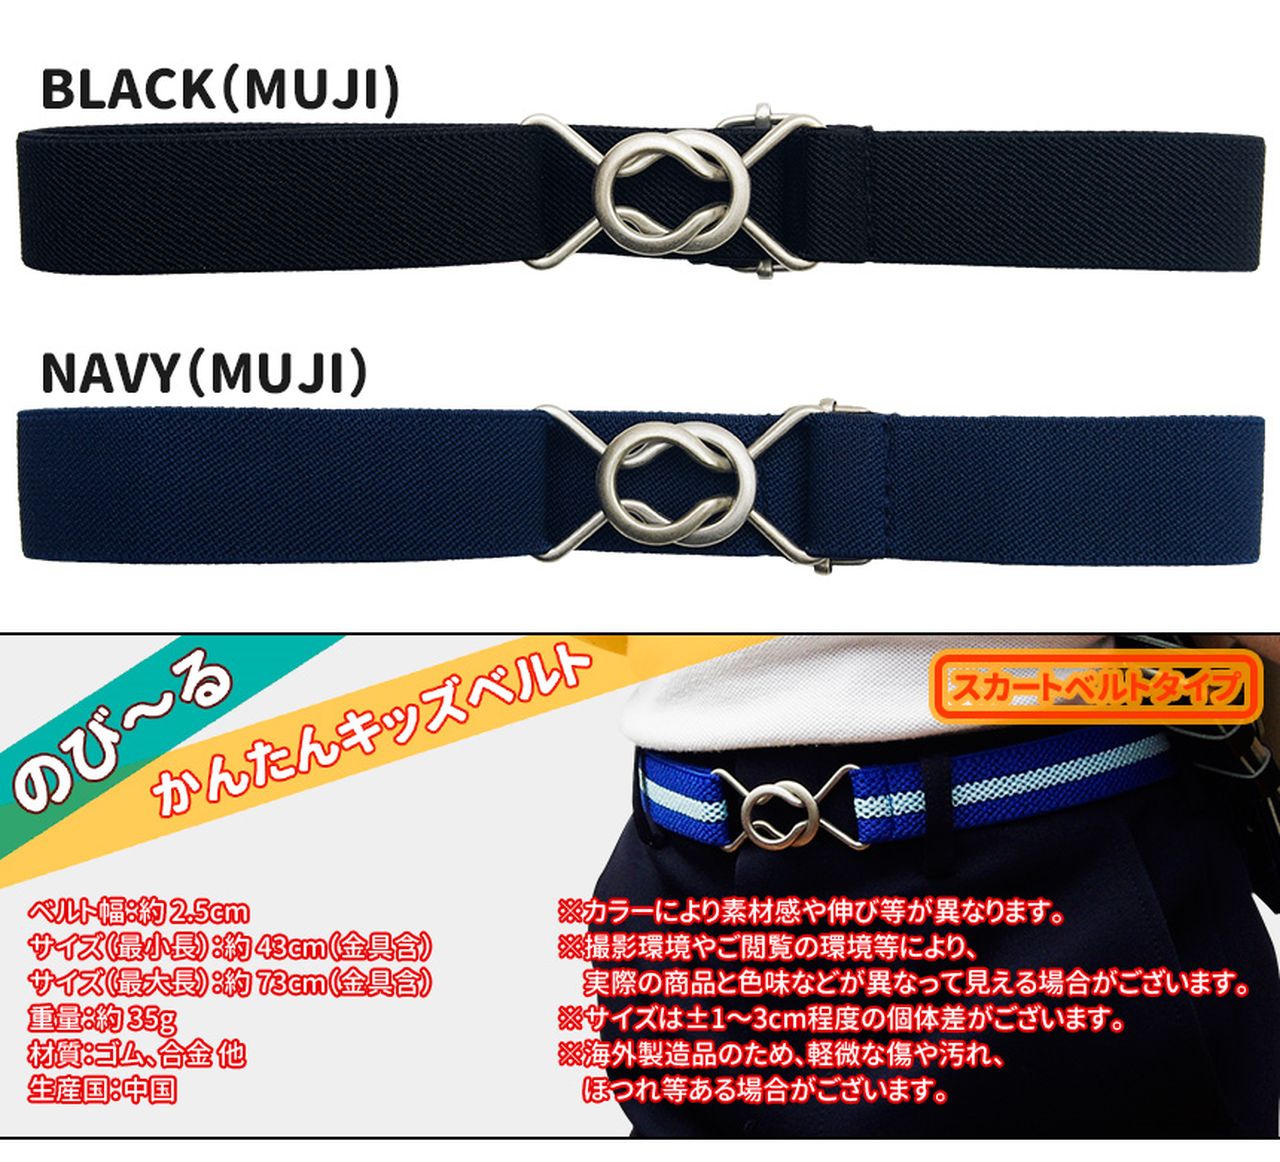 BLACK(MUJI)
NAVY(MUJI)
のび～る
かんたんキッズベルト
スカートベルトタイプ
ベルト幅：約 2.5cm
サイズ（最小長）：約 43cm（金具含）
サイズ（最大長）：約 73cm（金具含）
重量：約 35g
材質：ゴム、合金 他
生産国：中国
※カラーにより素材感や伸び等が異なります。
※撮影環境やご閲覧の環境等により、
実際の商品と色味などが異なって見える場合がございます。
※サイズは±1～3cm程度の個体差がございます。
※海外製造品のため、軽微な傷や汚れ、
ほつれ等ある場合がございます。